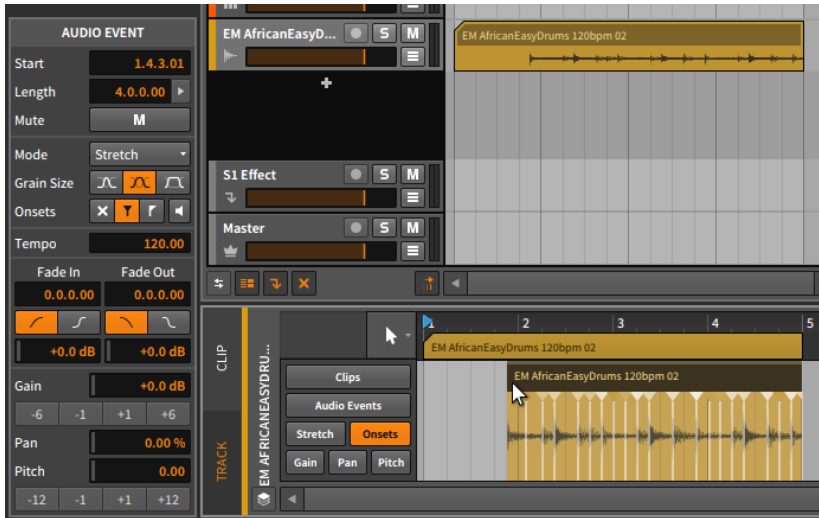 AUDIO EVENT
Start 1.4.3.01
Length 4.0.0.00
Mute M
Mode Stretch
Grain Size
Onsets
Tempo 120.00
Fade In Fade Out
0.0.0.00 0.0.0.00
+0.0 dB +0.0 dB
Gain +0.0 dB
-6 -1 +1 +6
Pan 0.00 %
Pitch 0.00
-12 -1 +1 +12
EM AfricanEasyD... S M
S1 Effect S M
Master S M
EM AfricanEasyDrums 120bpm 02
CLIP
TRACK
EM AFRICANEASYDRU...
Clips
Audio Events
Stretch Onsets
Gain Pan Pitch
1 2 3 4 5
EM AfricanEasyDrums 120bpm 02
EM AfricanEasyDrums 120bpm 02